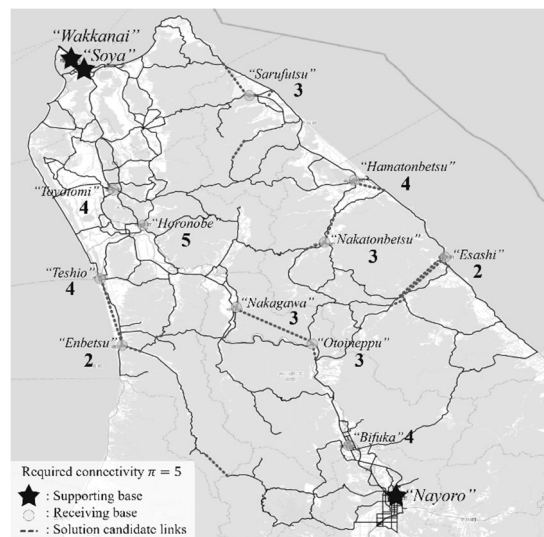 “Wakkanai”
“Soya”
“Sarufutsu”
3
“Hamatonbetsu”
4
“Toyotomi”
4
“Horonobe
5
“Nakatonbetsu”
3
“Esashi”
2
“Teshio”
4
“Nakagawa”
3
“Enbetsu”
2
“Otoineppu”
3
“Bifuka”
4
“Nayoro”
Required connectivity π = 5
: Supporting base
: Receiving base
: Solution candidate links